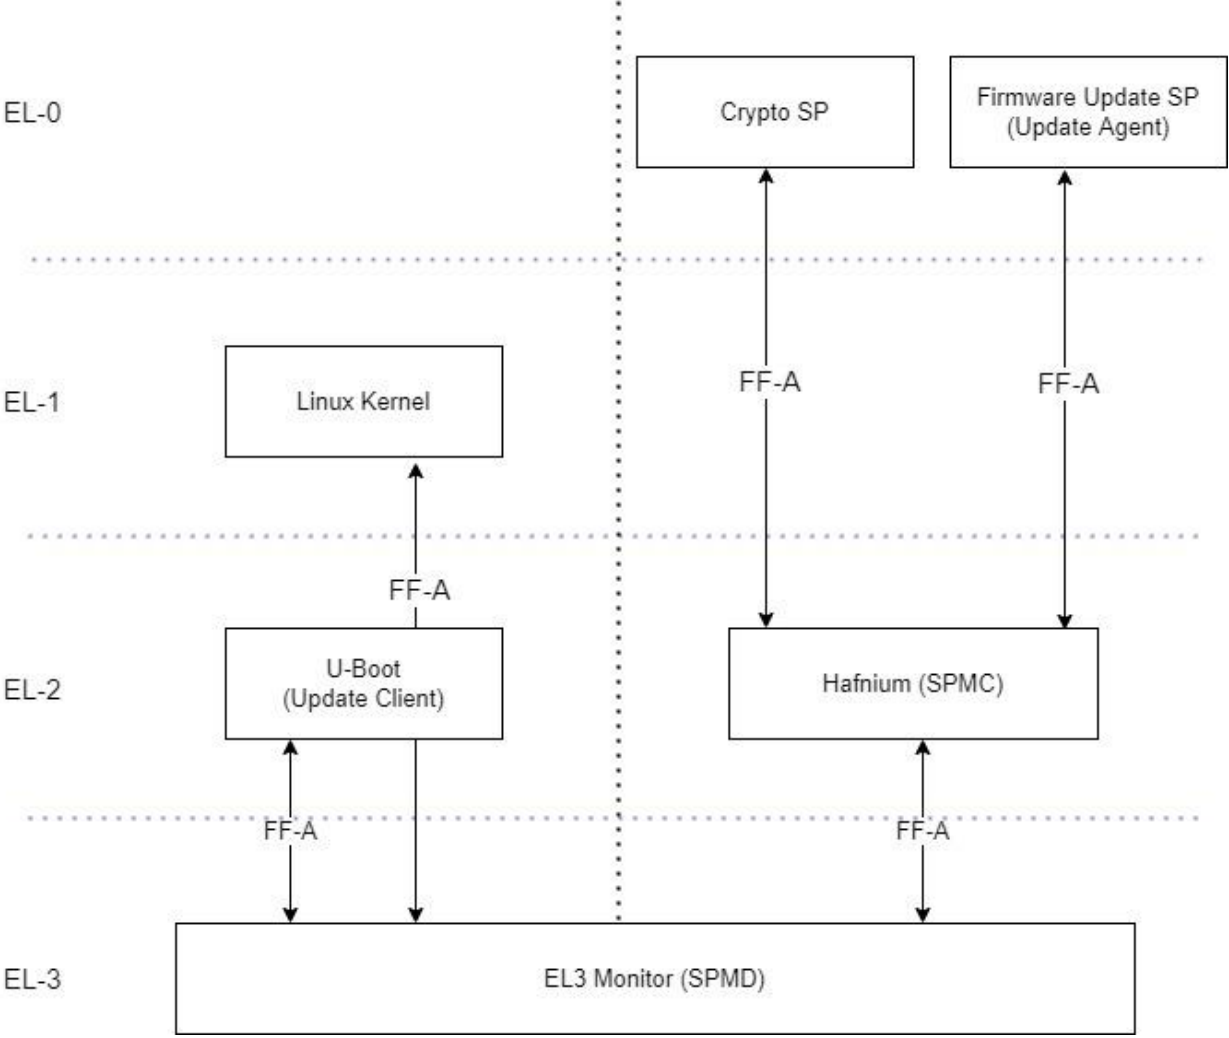 EL-0
Crypto SP
Firmware Update SP
(Update Agent)
EL-1
Linux Kernel
FF-A
FF-A
FF-A
EL-2
U-Boot
(Update Client)
Hafnium (SPMC)
FF-A
FF-A
EL-3
EL3 Monitor (SPMD)